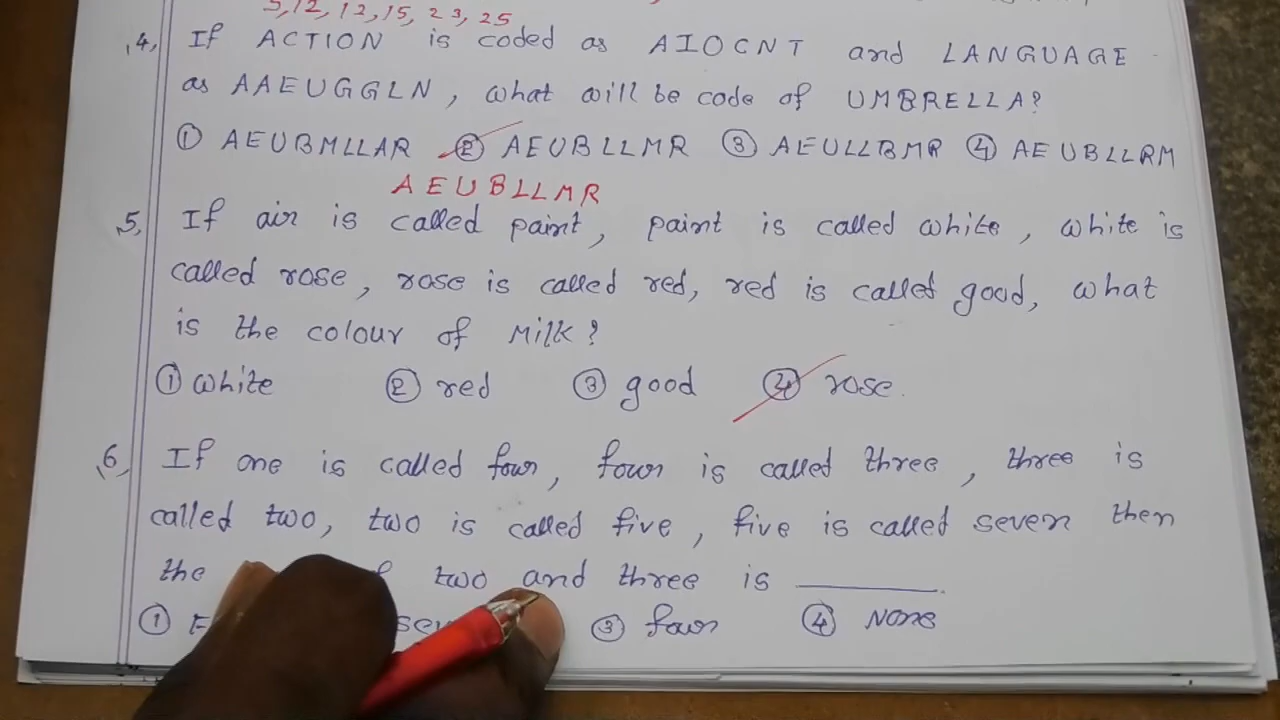 5,12, 12,15, 23, 25
14, If ACTION is coded as AIOCNT and LANGUAGE
as AAEUGGLN, what will be code of UMBRELLA?
① AEUBMLLAR ② AEUBLLMR ③ AEULLBMR ④ AEUBLLRM
AEUBLLMR
15, If air is called paint, paint is called white, white is
called rose, rose is called red, red is called good, what
is the colour of Milk?
① white ② red ③ good ④ rose.
16, If one is called four, four is called three, three is
called two, two is called five, five is called seven then
the two and three is ________.
① ③ four ④ None